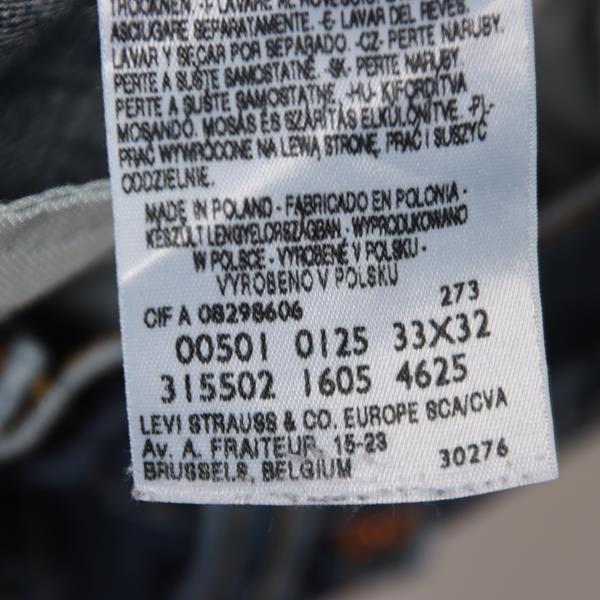 TROCKNEN.
ASCIUGARE SEPARATAMENTE. -E- LAVAR DEL REVES.
LAVAR Y SECAR POR SEPARADO. -CZ- PERTE NARUBY.
PERTE A SUŠTE SAMOSTATNĚ. -SK- PERTE NARUBY.
PERTE A SUŠTE SAMOSTATNE. -HU- KIFORDÍTVA
MOSANDÓ. MOSÁS ÉS SZÁRÍTÁS ELKÜLÖNÍTVE. -PL-
PRAĆ WYWRÓCONE NA LEWĄ STRONĘ, PRAĆ I SUSZYĆ
ODDZIELNIE.
MADE IN POLAND - FABRICADO EN POLONIA -
KESZULT LENGYELORSZÁGBAN - WYPRODUKOWANO
W POLSCE - VYROBENÉ V POLSKU -
VYROBENO V POLSKU
273
CIF A 08298606
00501 0125 33X32
315502 1605 4625
LEVI STRAUSS & CO. EUROPE SCA/CVA
Av. A. FRAITEUR, 15-23
BRUSSELS, BELGIUM
30276